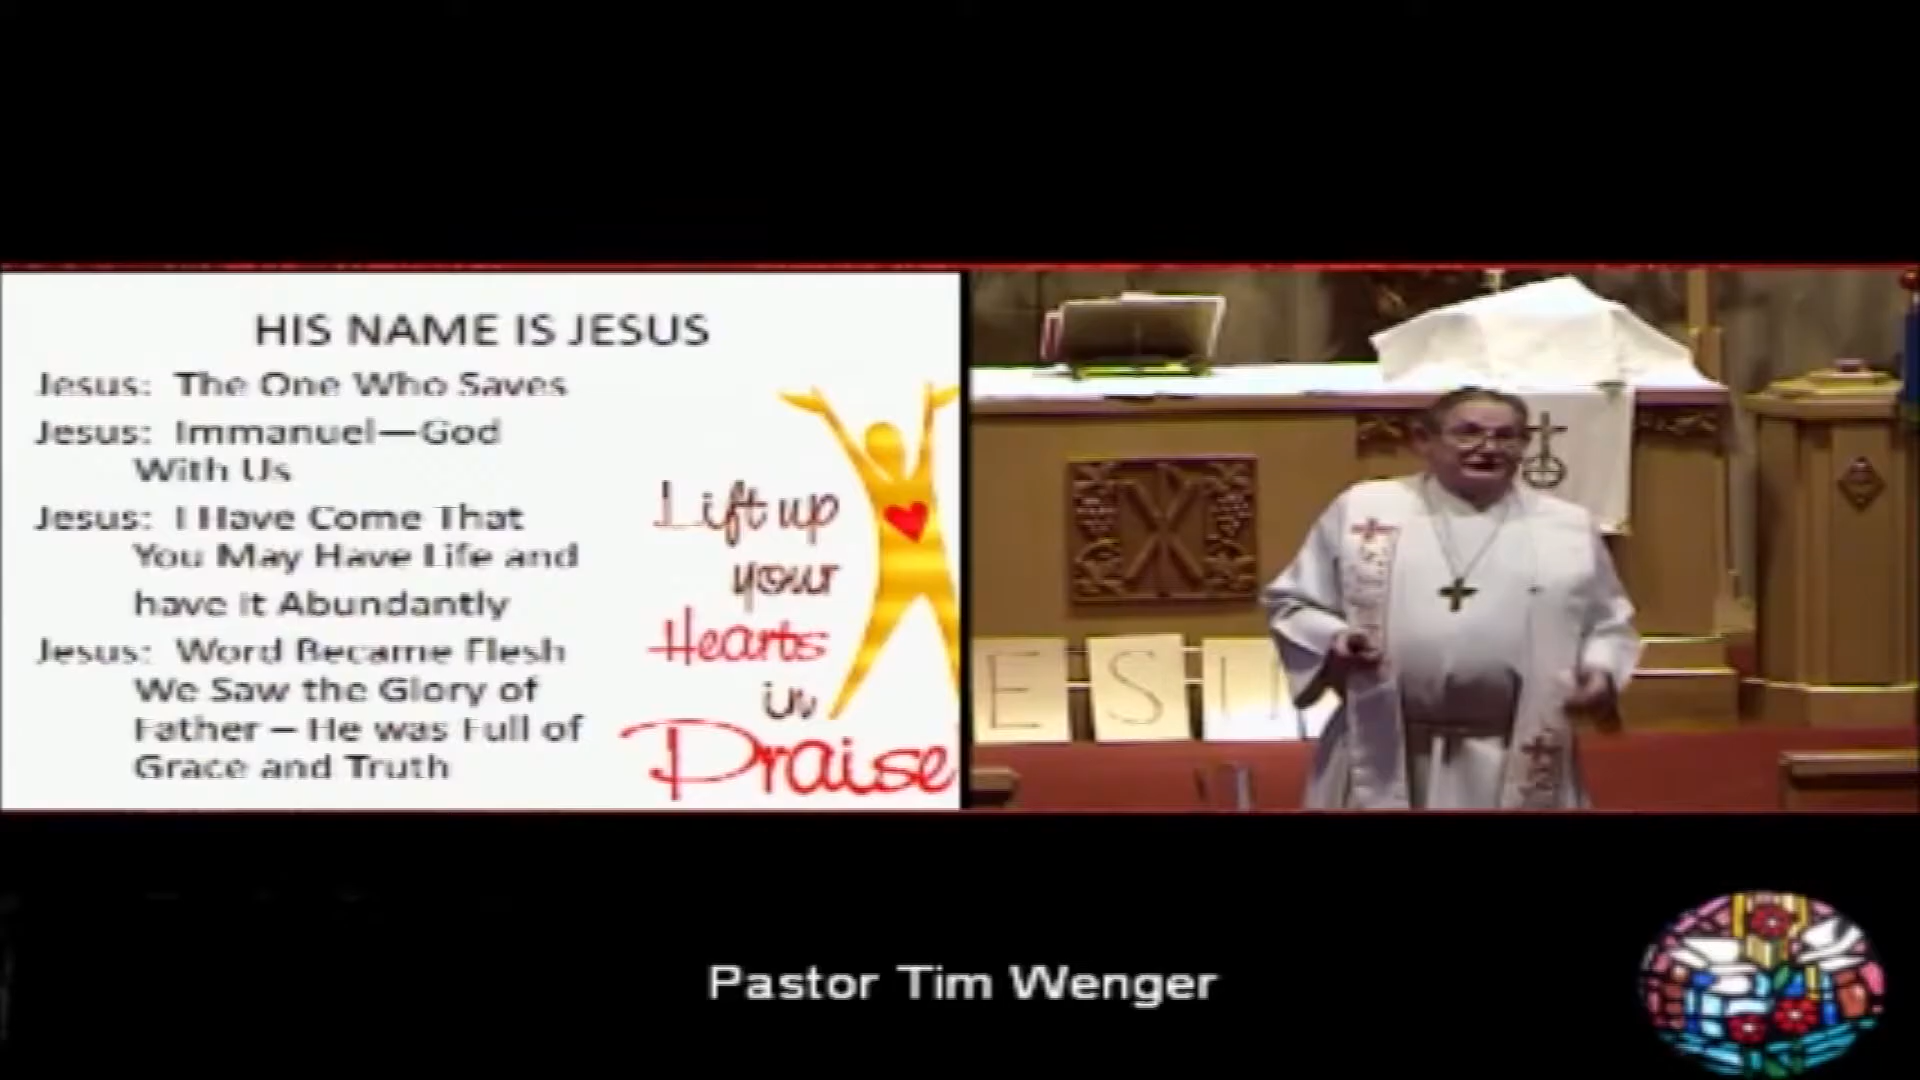 HIS NAME IS JESUS
Jesus: The One Who Saves
Jesus: Immanuel—God
With Us
Jesus: I Have Come That
You May Have Life and
have it Abundantly
Jesus: Word Became Flesh
We Saw the Glory of
Father – He was Full of
Grace and Truth
Lift up
your
Hearts
in
Praise
E S U
Pastor Tim Wenger